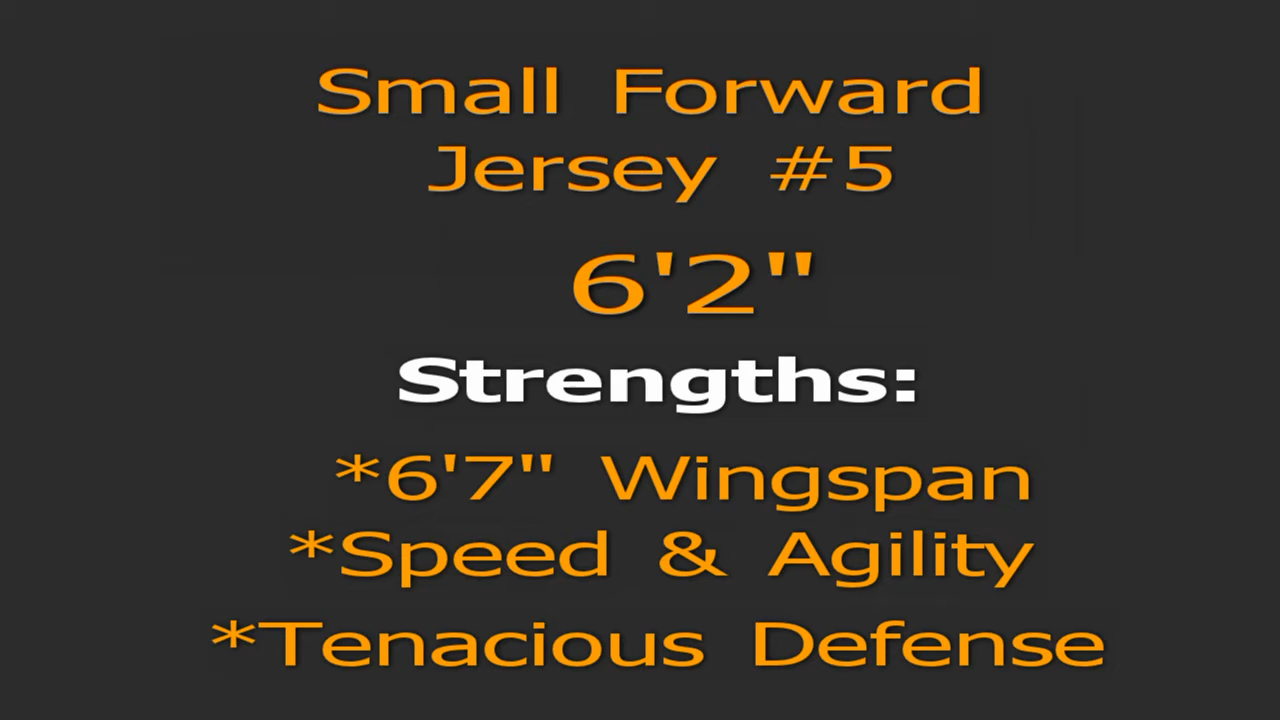 Small Forward
Jersey #5
6'2"
Strengths:
*6'7" Wingspan
*Speed & Agility
*Tenacious Defense